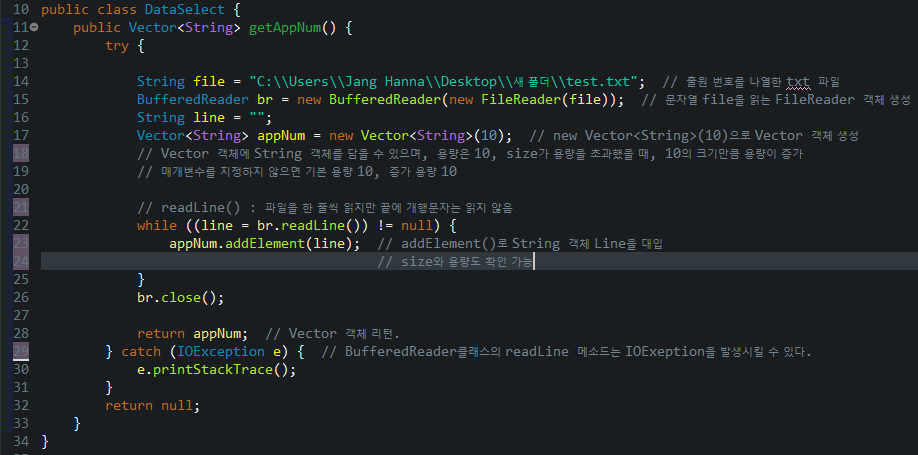 10 public class DataSelect {
11 public Vector<String> getAppNum() {
12 try {
13
14 String file = "C:\\Users\\Jang Hanna\\Desktop\\새 폴더\\test.txt"; // 출원 번호를 나열한 txt 파일
15 BufferedReader br = new BufferedReader(new FileReader(file)); // 문자열 file을 읽는 FileReader 객체 생성
16 String line = "";
17 Vector<String> appNum = new Vector<String>(10); // new Vector<String>(10)으로 Vector 객체 생성
18 // Vector 객체에 String 객체를 담을 수 있으며, 용량은 10, size가 용량을 초과했을 때, 10의 크기만큼 용량이 증가
19 // 매개변수를 지정하지 않으면 기본 용량 10, 증가 용량 10
20
21 // readLine() : 파일을 한 줄씩 읽지만 끝에 개행문자는 읽지 않음
22 while ((line = br.readLine()) != null) {
23 appNum.addElement(line); // addElement()로 String 객체 Line을 대입
24 // size와 용량도 확인 가능
25 }
26 br.close();
27
28 return appNum; // Vector 객체 리턴.
29 } catch (IOException e) { // BufferedReader클래스의 readLine 메소드는 IOExeption을 발생시킬 수 있다.
30 e.printStackTrace();
31 }
32 return null;
33 }
34 }